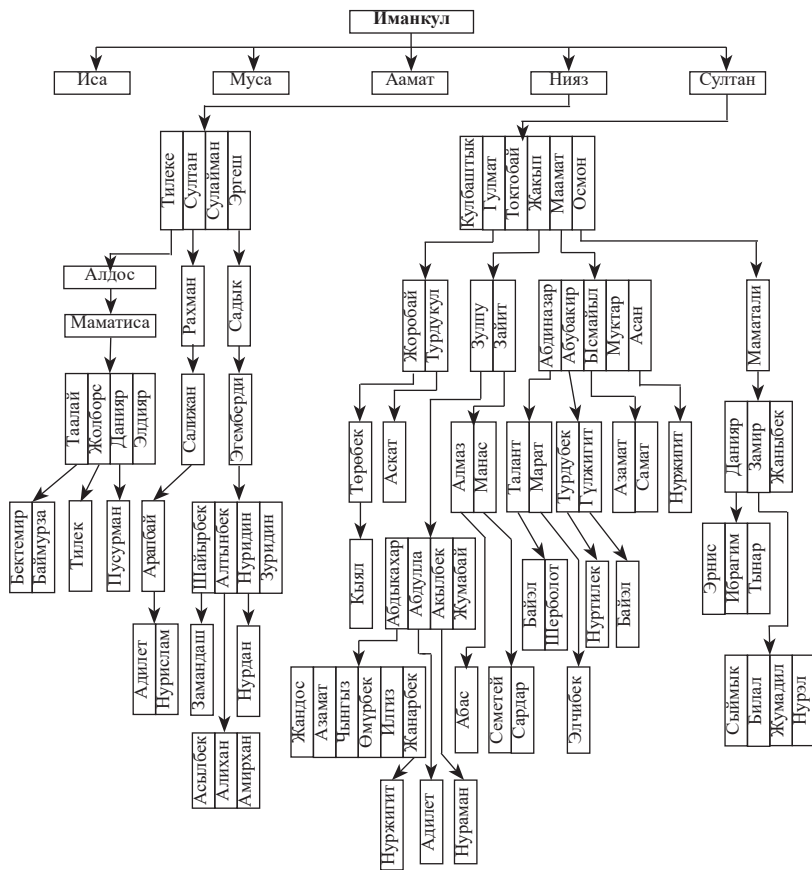 Иманкул
Иса
Муса
Аамат
Нияз
Султан
Тилеке
Султан
Сулайман
Эргеш
Кулбаштык
Гулмат
Токтобай
Жакып
Маамат
Осмон
Алдос
Маматиса
Рахман
Садык
Жоробай
Турдукул
Зулпу
Зайит
Абдиназар
Абубакир
Ысмайыл
Муктар
Асан
Маматали
Таалай
Жолборс
Данияр
Элдияр
Салижан
Эгемберди
Төрөбек
Аскат
Алмаз
Манас
Талант
Марат
Турдубек
Гүлжигит
Азамат
Самат
Нуржигит
Данияр
Замир
Жаныбек
Бектемир
Баймурза
Тилек
Пусурман
Арапбай
Шайырбек
Алтынбек
Нуридин
Зуридин
Кыял
Абдыкахар
Абдулла
Акылбек
Жумабай
Байэл
Шерболот
Нуртилек
Байэл
Эрнис
Ибрагим
Тынар
Адилет
Нурислам
Замандаш
Нурдан
Жандос
Азамат
Чынгыз
Өмүрбек
Илгиз
Жанарбек
Абас
Семетей
Сардар
Элчибек
Сыймык
Билал
Жумадил
Нурэл
Асылбек
Алихан
Амирхан
Нуржигит
Адилет
Нураман